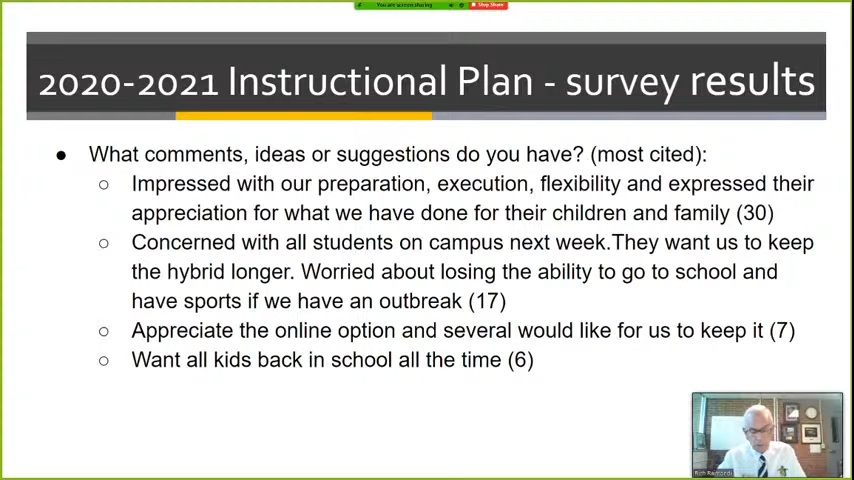 You are screen sharing
Stop Share
2020-2021 Instructional Plan - survey results
● What comments, ideas or suggestions do you have? (most cited):
○ Impressed with our preparation, execution, flexibility and expressed their
appreciation for what we have done for their children and family (30)
○ Concerned with all students on campus next week.They want us to keep
the hybrid longer. Worried about losing the ability to go to school and
have sports if we have an outbreak (17)
○ Appreciate the online option and several would like for us to keep it (7)
○ Want all kids back in school all the time (6)
Rich